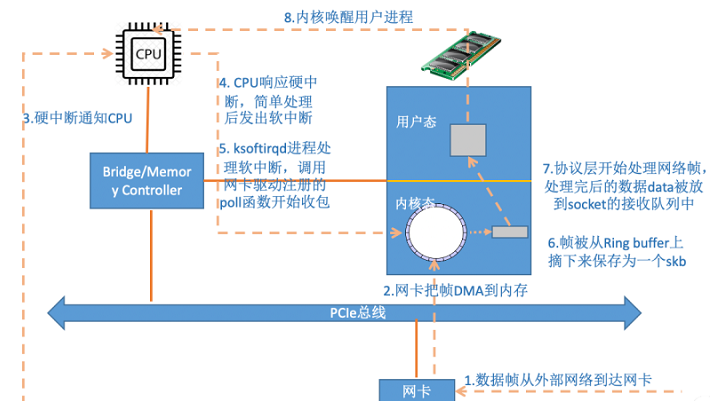 8.内核唤醒用户进程
CPU
3.硬中断通知CPU
4. CPU响应硬中
断，简单处理
后发出软中断
用户态
5. ksoftirqd进程处
理软中断，调用
网卡驱动注册的
poll函数开始收包
Bridge/Memor
y Controller
7.协议层开始处理网络帧，
处理完后的数据data被放
到socket的接收队列中
内核态
6.帧被从Ring buffer上
摘下来保存为一个skb
2.网卡把帧DMA到内存
PCIe总线
1.数据帧从外部网络到达网卡
网卡